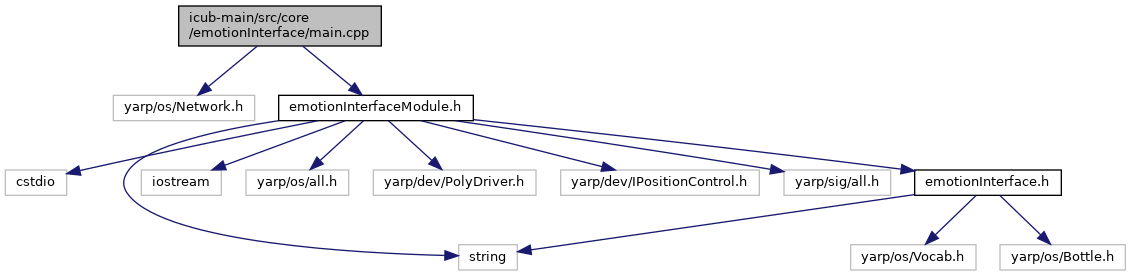 icub-main/src/core
/emotionInterface/main.cpp
yarp/os/Network.h
emotionInterfaceModule.h
cstdio
iostream
yarp/os/all.h
yarp/dev/PolyDriver.h
yarp/dev/IPositionControl.h
yarp/sig/all.h
emotionInterface.h
string
yarp/os/Vocab.h
yarp/os/Bottle.h